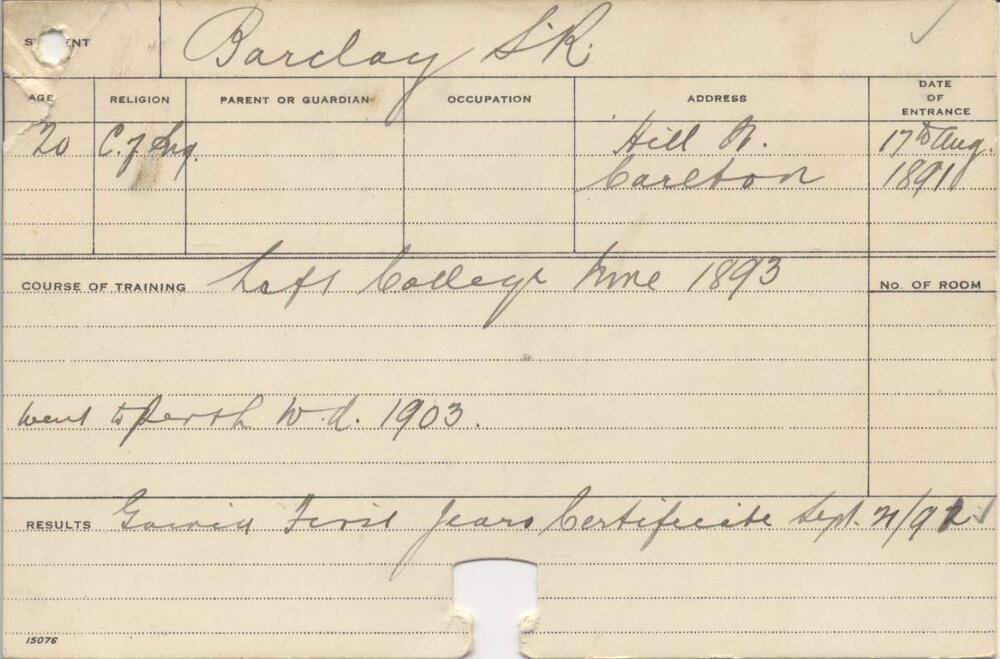 STUDENT Barclay S.R.
AGE RELIGION PARENT OR GUARDIAN OCCUPATION ADDRESS DATE OF ENTRANCE
20 C. of Eng. Hill St. 17th Aug.
Carlton 1891
COURSE OF TRAINING Left College June 1893 No. OF ROOM
went to Perth W.A. 1903.
RESULTS Gained First Years Certificate Sept. 21/92
15076